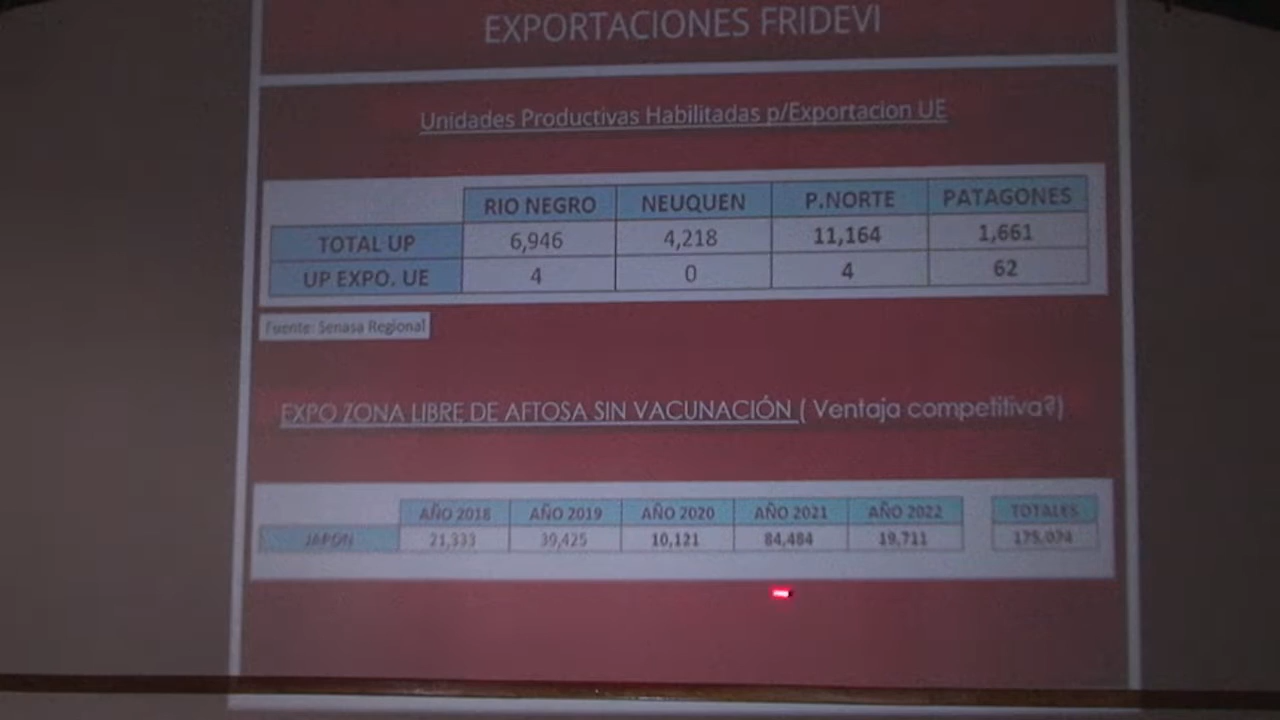 EXPORTACIONES FRIDEVI
Unidades Productivas Habilitadas p/Exportacion UE
RIO NEGRO NEUQUEN P.NORTE PATAGONES
TOTAL UP 6,946 4,218 11,164 1,661
UP EXPO. UE 4 0 4 62
Fuente: Senasa Regional
EXPO ZONA LIBRE DE AFTOSA SIN VACUNACIÓN ( Ventaja competitiva?)
AÑO 2018 AÑO 2019 AÑO 2020 AÑO 2021 AÑO 2022 TOTALES
JAPON 21,333 39,425 10,121 84,484 19,711